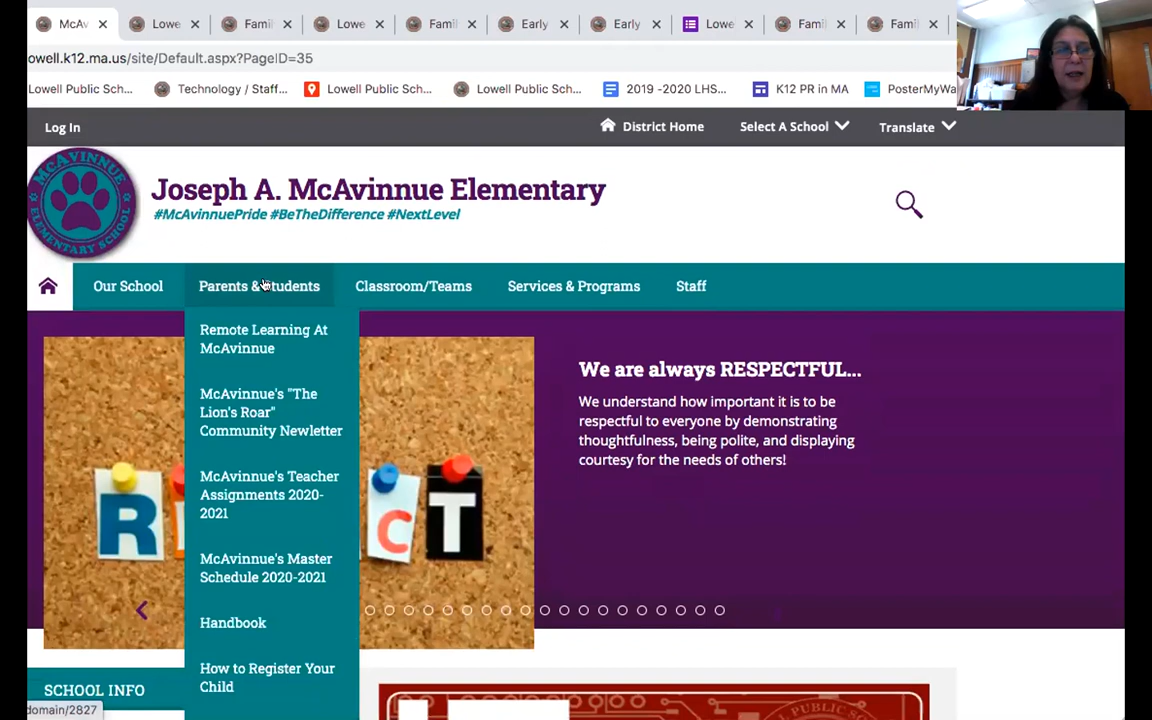 McAv Lowe Famil Lowe Famil Early Early Lowe Famil Famil
owell.k12.ma.us/site/Default.aspx?PageID=35
Lowell Public Sch... Technology / Staff... Lowell Public Sch... Lowell Public Sch... 2019 -2020 LHS... K12 PR in MA PosterMyWa
Log In District Home Select A School Translate
McAVINNUE
ELEMENTARY SCHOOL
Joseph A. McAvinnue Elementary
#McAvinnuePride #BeTheDifference #NextLevel
Our School Parents & Students Classroom/Teams Services & Programs Staff
Remote Learning At
McAvinnue
McAvinnue's "The
Lion's Roar"
Community Newletter
McAvinnue's Teacher
Assignments 2020-
2021
McAvinnue's Master
Schedule 2020-2021
Handbook
How to Register Your
Child
R CT
We are always RESPECTFUL...
We understand how important it is to be
respectful to everyone by demonstrating
thoughtfulness, being polite, and displaying
courtesy for the needs of others!
SCHOOL INFO
domain/2827